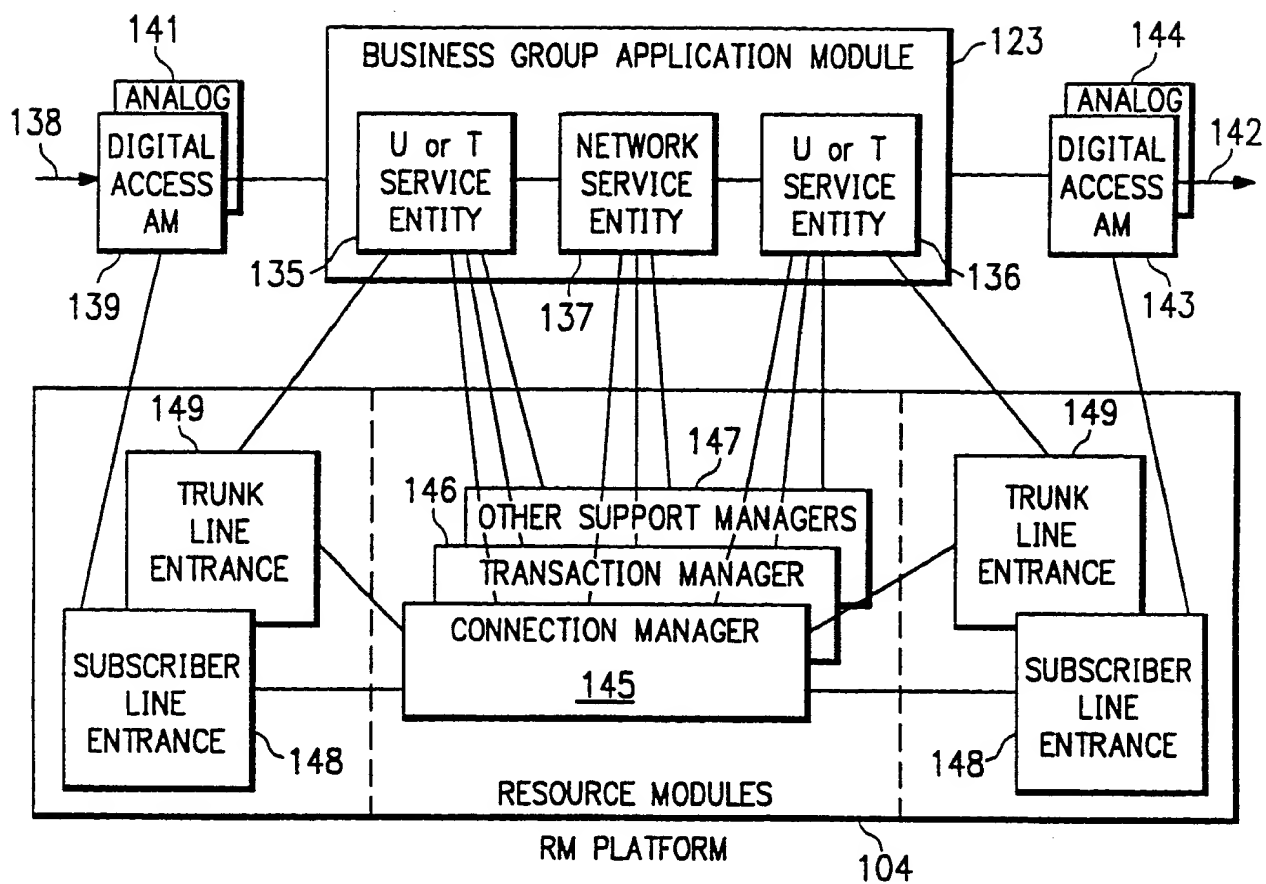 141
144
BUSINESS GROUP APPLICATION MODULE
123
ANALOG
ANALOG
138
142
DIGITAL
ACCESS
AM
U or T
SERVICE
ENTITY
NETWORK
SERVICE
ENTITY
U or T
SERVICE
ENTITY
DIGITAL
ACCESS
AM
139
135
137
136
143
149
147
149
146
TRUNK
LINE
ENTRANCE
OTHER SUPPORT MANAGERS
TRANSACTION MANAGER
CONNECTION MANAGER
145
TRUNK
LINE
ENTRANCE
SUBSCRIBER
LINE
ENTRANCE
148
SUBSCRIBER
LINE
ENTRANCE
148
RESOURCE MODULES
RM PLATFORM
104